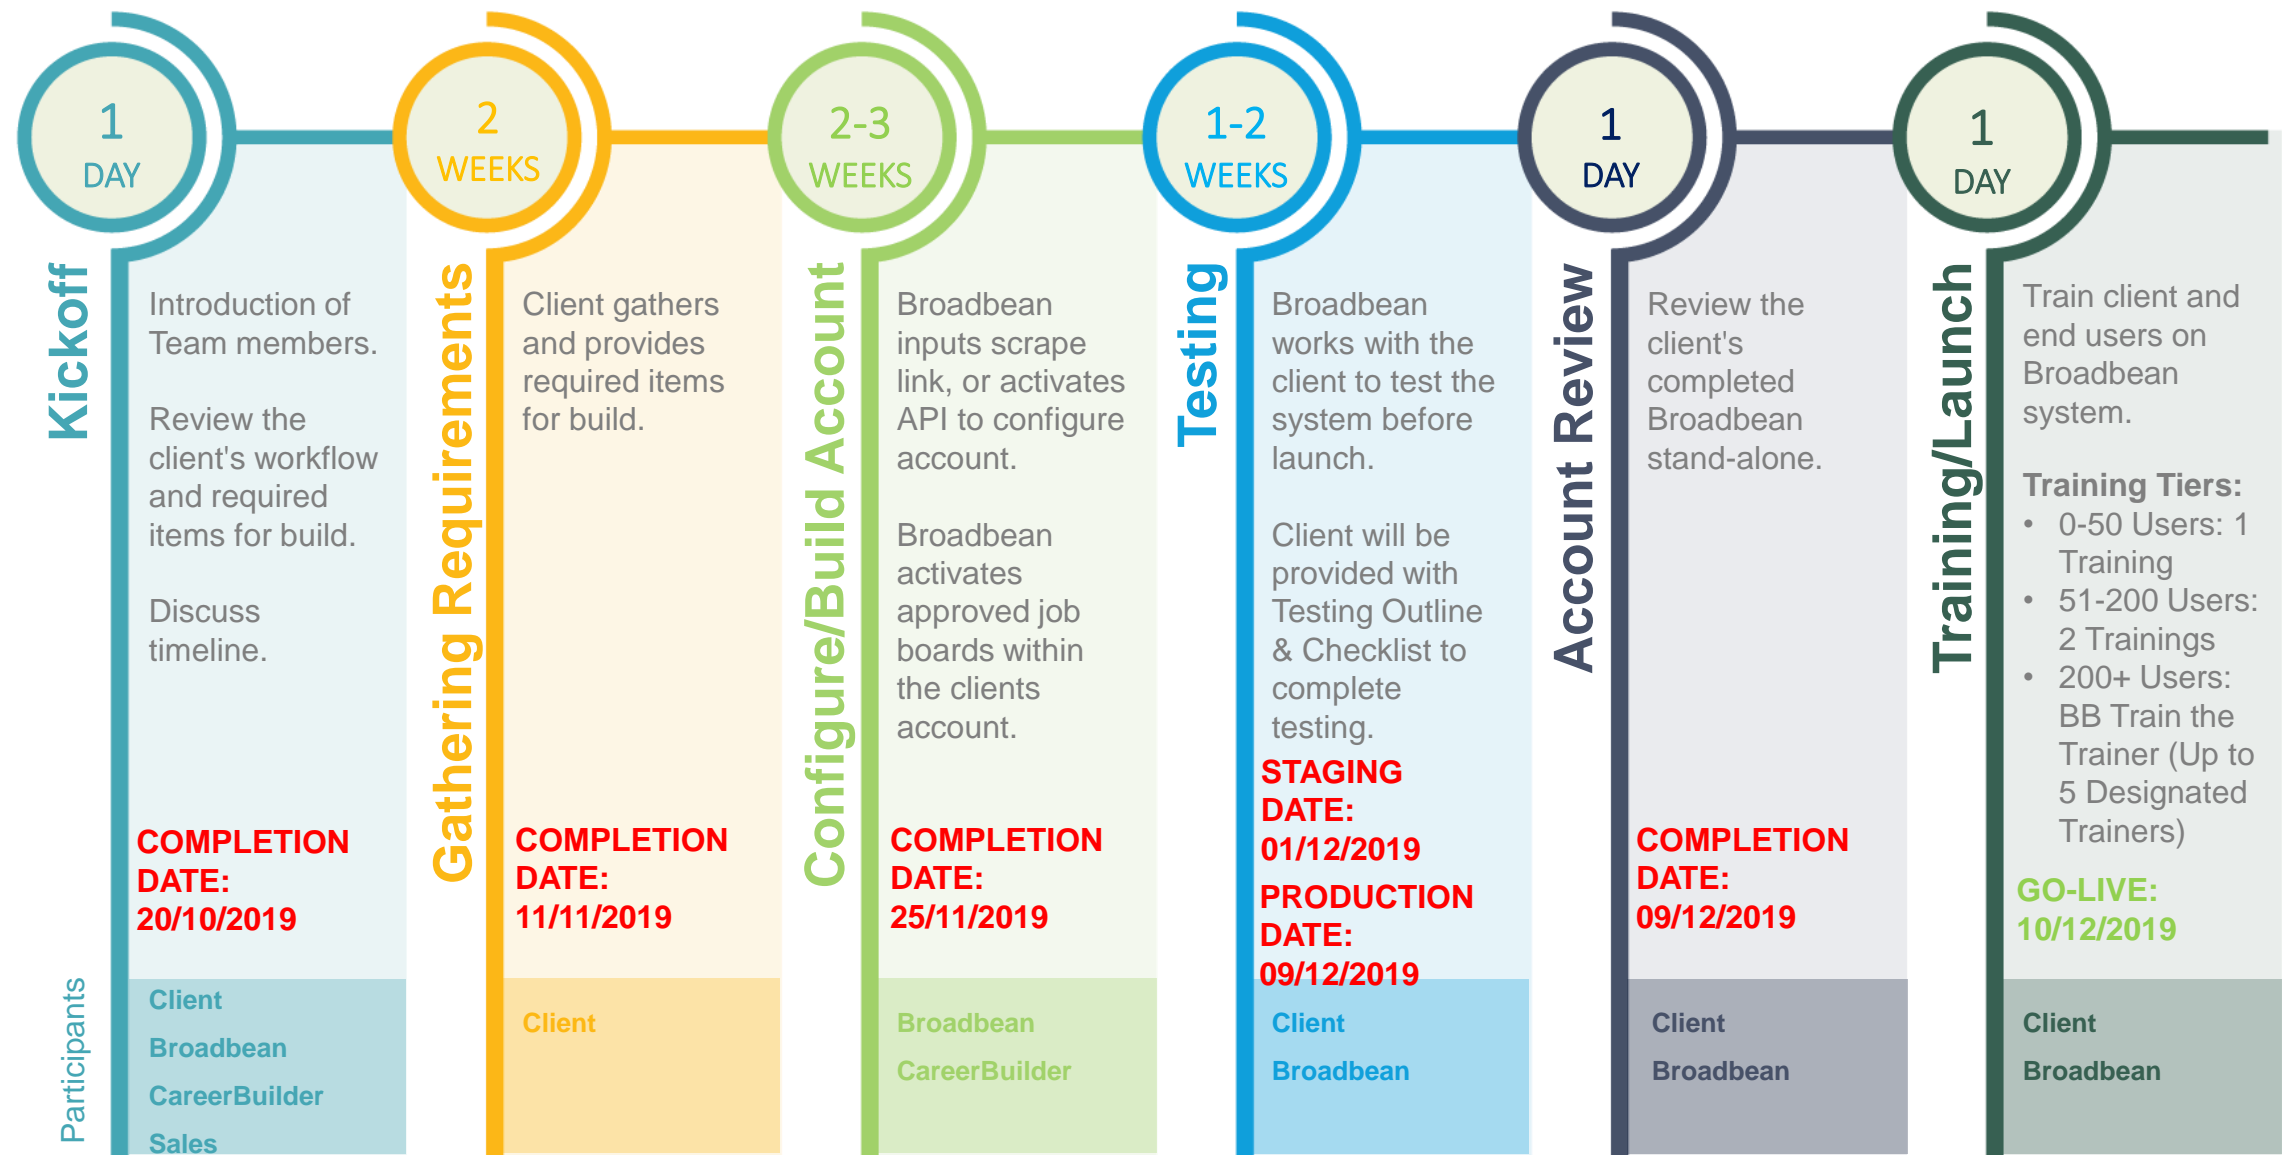 1
DAY
Kickoff
Introduction of
Team members.
Review the
client's workflow
and required
items for build.
Discuss
timeline.
COMPLETION
DATE:
20/10/2019
Participants
Client
Broadbean
CareerBuilder
Sales
2
WEEKS
Gathering Requirements
Client gathers
and provides
required items
for build.
COMPLETION
DATE:
11/11/2019
Client
2-3
WEEKS
Configure/Build Account
Broadbean
inputs scrape
link, or activates
API to configure
account.
Broadbean
activates
approved job
boards within
the clients
account.
COMPLETION
DATE:
25/11/2019
Broadbean
CareerBuilder
1-2
WEEKS
Testing
Broadbean
works with the
client to test the
system before
launch.
Client will be
provided with
Testing Outline
& Checklist to
complete
testing.
STAGING
DATE:
01/12/2019
PRODUCTION
DATE:
09/12/2019
Client
Broadbean
1
DAY
Account Review
Review the
client's
completed
Broadbean
stand-alone.
COMPLETION
DATE:
09/12/2019
Client
Broadbean
1
DAY
Training/Launch
Train client and
end users on
Broadbean
system.
Training Tiers:
• 0-50 Users: 1
Training
• 51-200 Users:
2 Trainings
• 200+ Users:
BB Train the
Trainer (Up to
5 Designated
Trainers)
GO-LIVE:
10/12/2019
Client
Broadbean